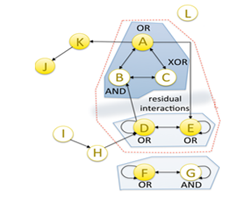 L
OR
K
A
XOR
J
B
C
AND
residual
interactions
I
D
E
OR
OR
H
F
G
OR
AND